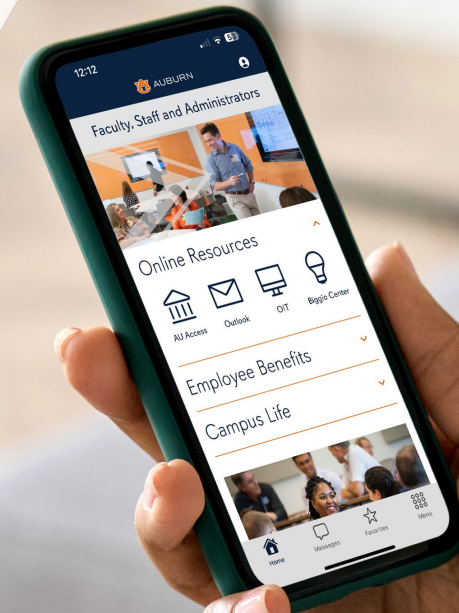 12:12
53
AUBURN
Faculty, Staff and Administrators
Online Resources
AU Access
Outlook
OIT
Biggio Center
Employee Benefits
Campus Life
Home
Messages
Favorites
Menu